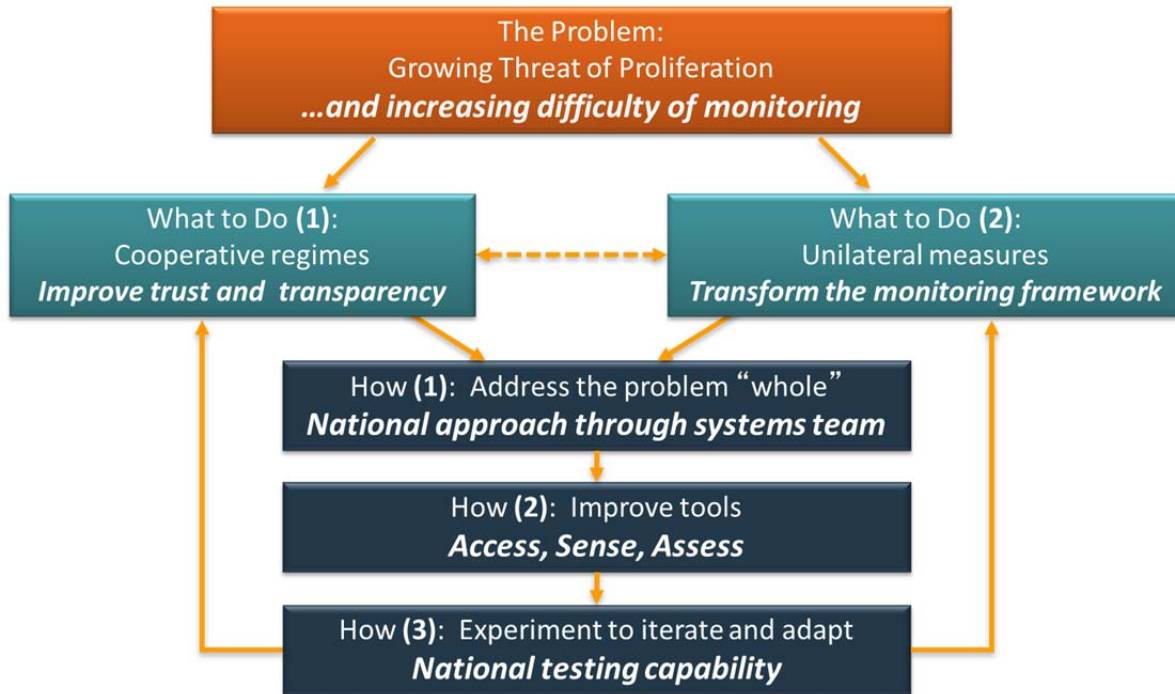 The Problem:
Growing Threat of Proliferation
...and increasing difficulty of monitoring
What to Do (1):
Cooperative regimes
Improve trust and transparency
What to Do (2):
Unilateral measures
Transform the monitoring framework
How (1): Address the problem “whole”
National approach through systems team
How (2): Improve tools
Access, Sense, Assess
How (3): Experiment to iterate and adapt
National testing capability